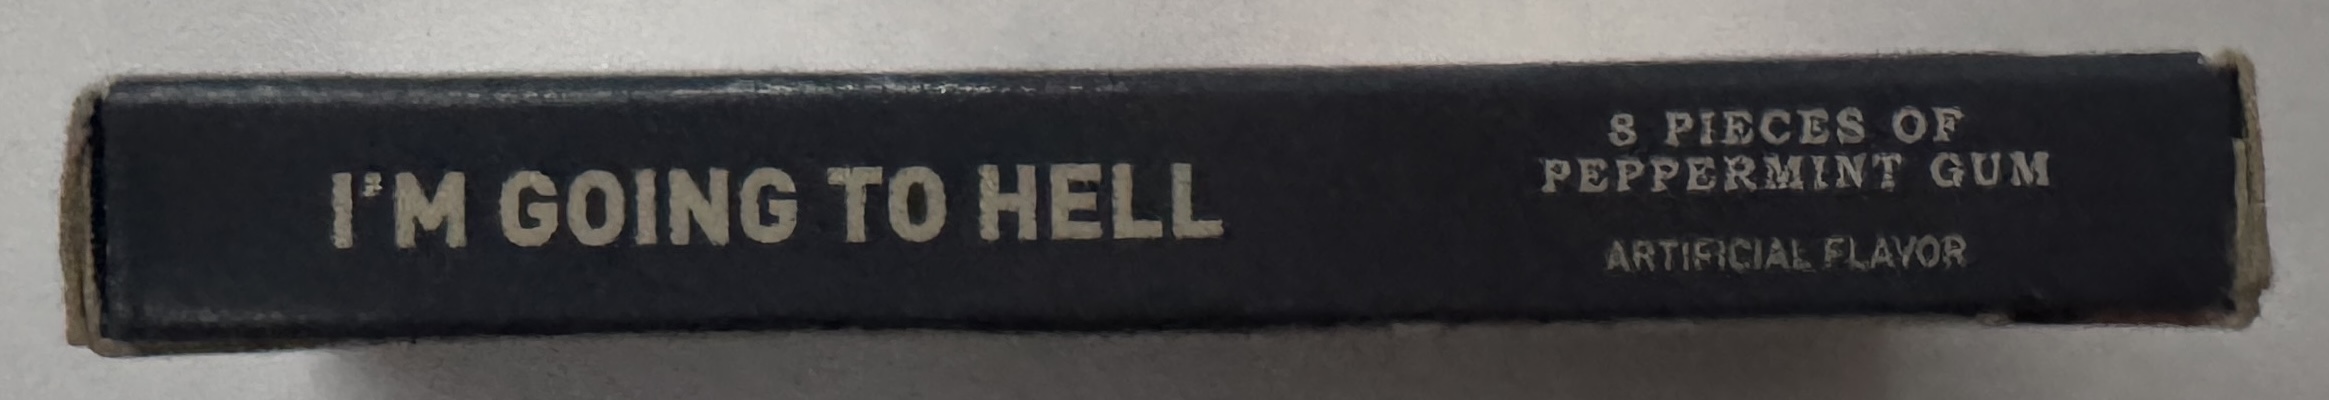 I'M GOING TO HELL
8 PIECES OF
PEPPERMINT GUM
ARTIFICIAL FLAVOR